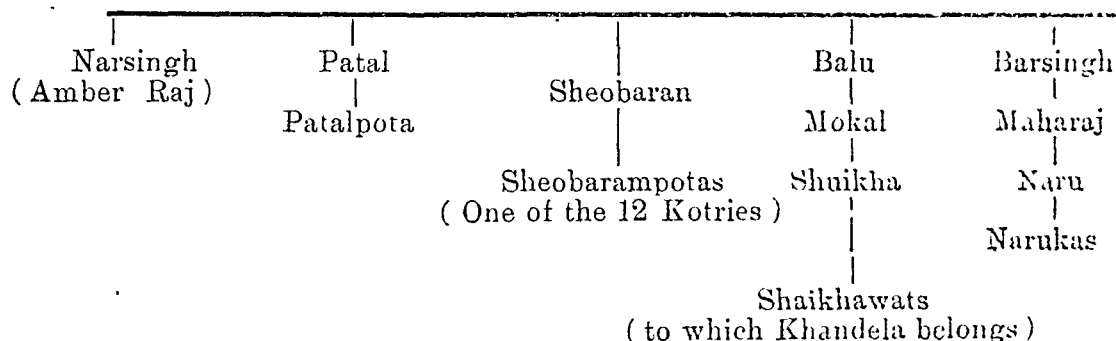 Narsingh Patal Balu Barsingh
( Amber Raj ) Sheobaran
Patalpota Mokal Maharaj
Sheobarampotas Shuikha Naru
( One of the 12 Kotries )
Narukas
Shaikhawats
( to which Khandela belongs )